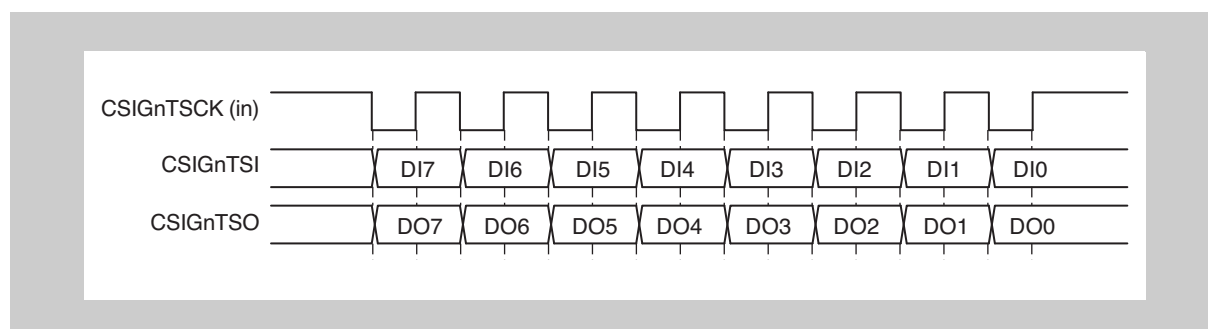 CSIGnTSCK (in)
CSIGnTSI DI7 DI6 DI5 DI4 DI3 DI2 DI1 DI0
CSIGnTSO DO7 DO6 DO5 DO4 DO3 DO2 DO1 DO0